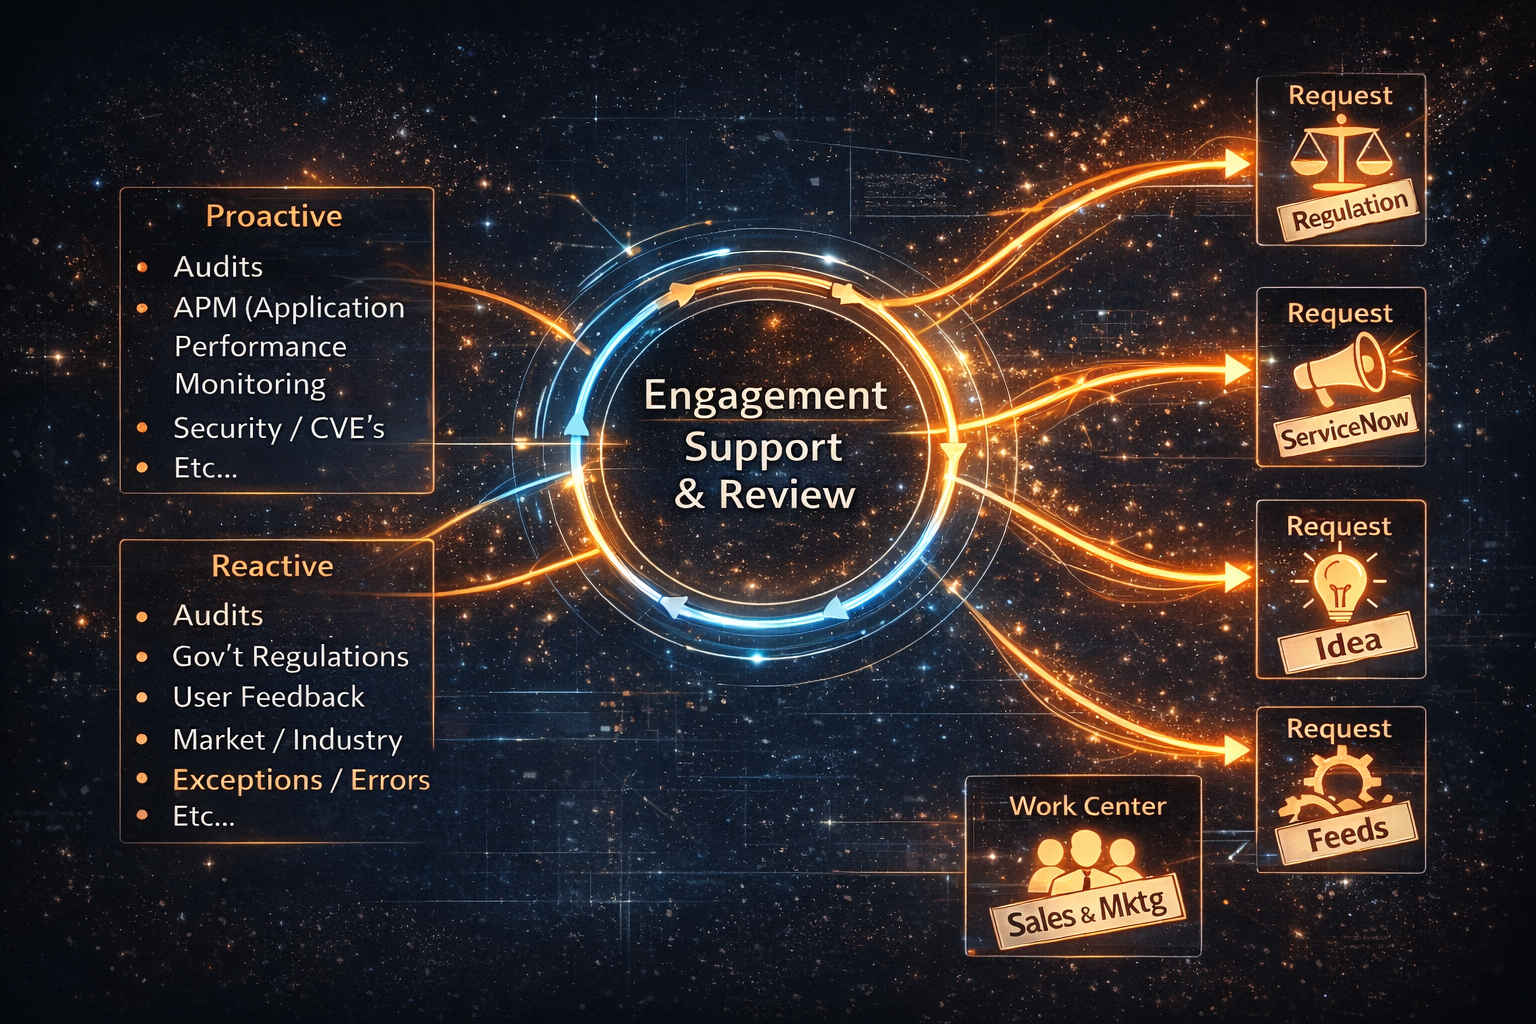 Proactive
• Audits
• APM (Application
Performance
Monitoring
• Security / CVE's
• Etc...
Reactive
• Audits
• Gov't Regulations
• User Feedback
• Market / Industry
• Exceptions / Errors
• Etc...
Engagement
Support
& Review
Request
Regulation
Request
ServiceNow
Request
Idea
Request
Feeds
Work Center
Sales & Mktg